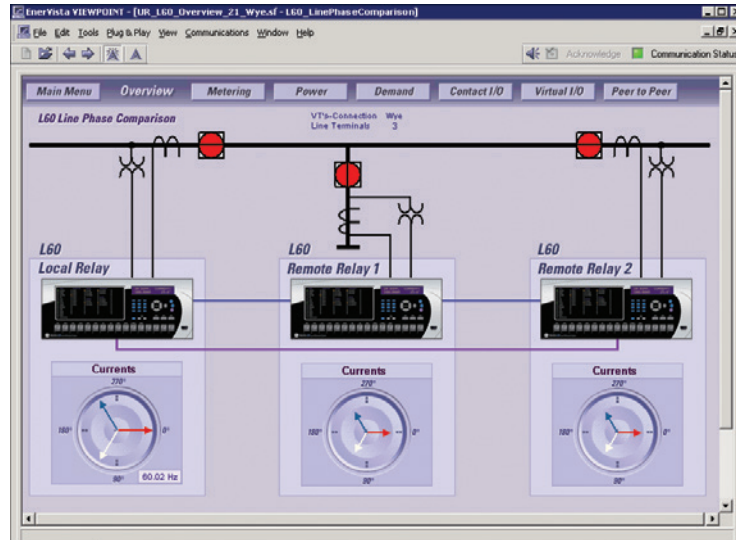 EnerVista VIEWPOINT - [UR_L60_Overview_21_Wye.sf - L60_LinePhaseComparison]
File Edit Tools Plug & Play View Communications Window Help
Acknowledge Communication Status
Main Menu Overview Metering Power Demand Contact I/O Virtual I/O Peer to Peer
L60 Line Phase Comparison
VT's-Connection Wye
Line Terminals 3
L60 L60 L60
Local Relay Remote Relay 1 Remote Relay 2
Currents Currents Currents
270° 270° 270°
180° 0° 180° 0° 180° 0°
90° 90° 90°
60.02 Hz